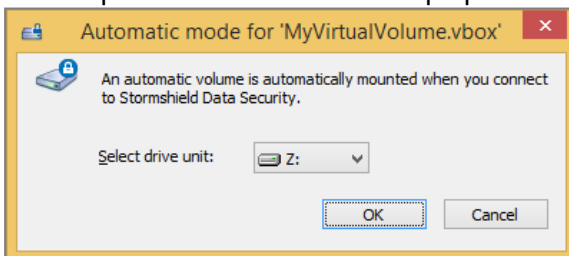 Automatic mode for 'MyVirtualVolume.vbox'
An automatic volume is automatically mounted when you connect
to Stormshield Data Security.
Select drive unit: Z:
OK Cancel